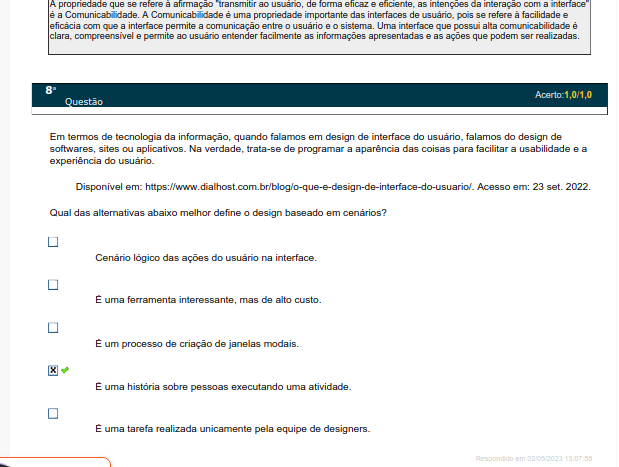 A propriedade que se refere à afirmação "transmitir ao usuário, de forma eficaz e eficiente, as intenções da interação com a interface"
é a Comunicabilidade. A Comunicabilidade é uma propriedade importante das interfaces de usuário, pois se refere à facilidade e
eficácia com que a interface permite a comunicação entre o usuário e o sistema. Uma interface que possui alta comunicabilidade é
clara, compreensível e permite ao usuário entender facilmente as informações apresentadas e as ações que podem ser realizadas.
8ª
Questão
Acerto:1,0/1,0
Em termos de tecnologia da informação, quando falamos em design de interface do usuário, falamos do design de
softwares, sites ou aplicativos. Na verdade, trata-se de programar a aparência das coisas para facilitar a usabilidade e a
experiência do usuário.
Disponível em: https://www.dialhost.com.br/blog/o-que-e-design-de-interface-do-usuario/. Acesso em: 23 set. 2022.
Qual das alternativas abaixo melhor define o design baseado em cenários?
Cenário lógico das ações do usuário na interface.
É uma ferramenta interessante, mas de alto custo.
É um processo de criação de janelas modais.
X
É uma história sobre pessoas executando uma atividade.
É uma tarefa realizada unicamente pela equipe de designers.
Respondido em 02/05/2023 13:07:55